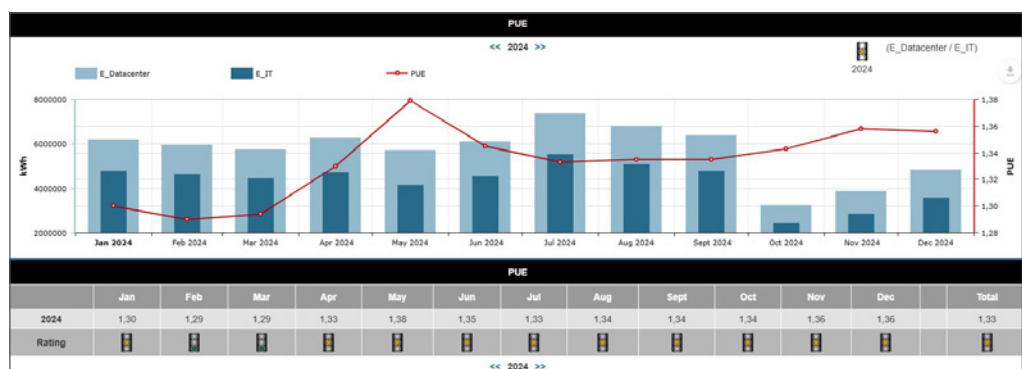 PUE
<< 2024 >>
(E_Datacenter / E_IT)
2024
E_Datacenter E_IT PUE
8000000 1,38
1,36
6000000
1,34
kWh PUE
1,32
4000000
1,30
2000000 1,28
Jan 2024 Feb 2024 Mar 2024 Apr 2024 May 2024 Jun 2024 Jul 2024 Aug 2024 Sept 2024 Oct 2024 Nov 2024 Dec 2024
PUE
Jan Feb Mar Apr May Jun Jul Aug Sept Oct Nov Dec Total
2024 1,30 1,29 1,29 1,33 1,38 1,35 1,33 1,34 1,34 1,34 1,36 1,36 1,33
Rating
<< 2024 >>